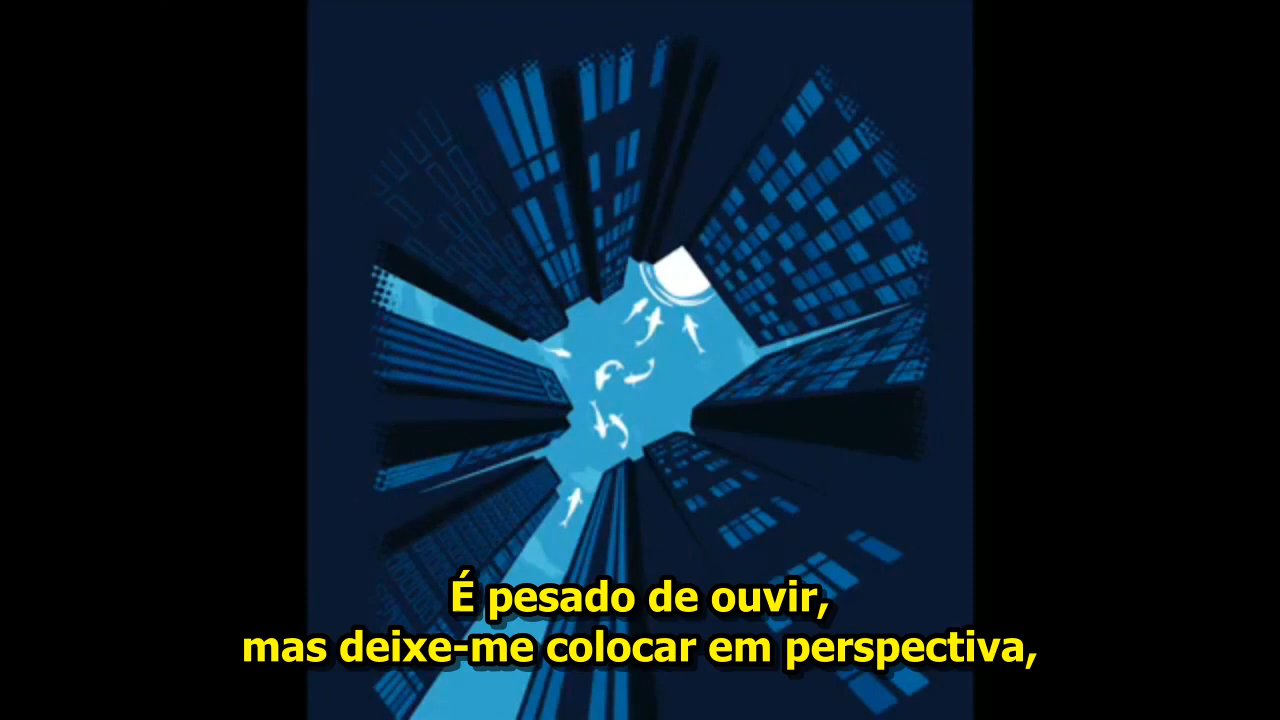 É pesado de ouvir,
mas deixe-me colocar em perspectiva,